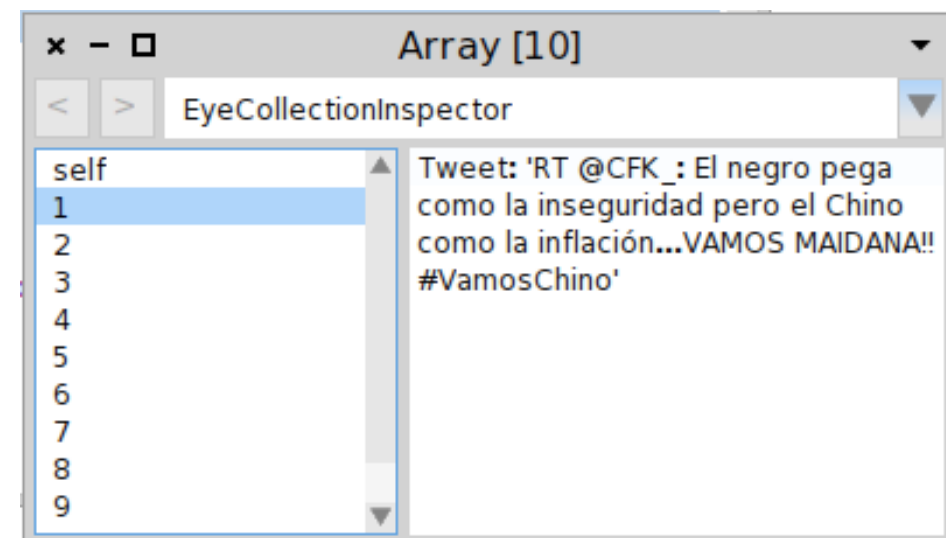 Array [10]
< >
EyeCollectionInspector
self
1
2
3
4
5
6
7
8
9
Tweet: 'RT @CFK_: El negro pega
como la inseguridad pero el Chino
como la inflación...VAMOS MAIDANA!!
#VamosChino'